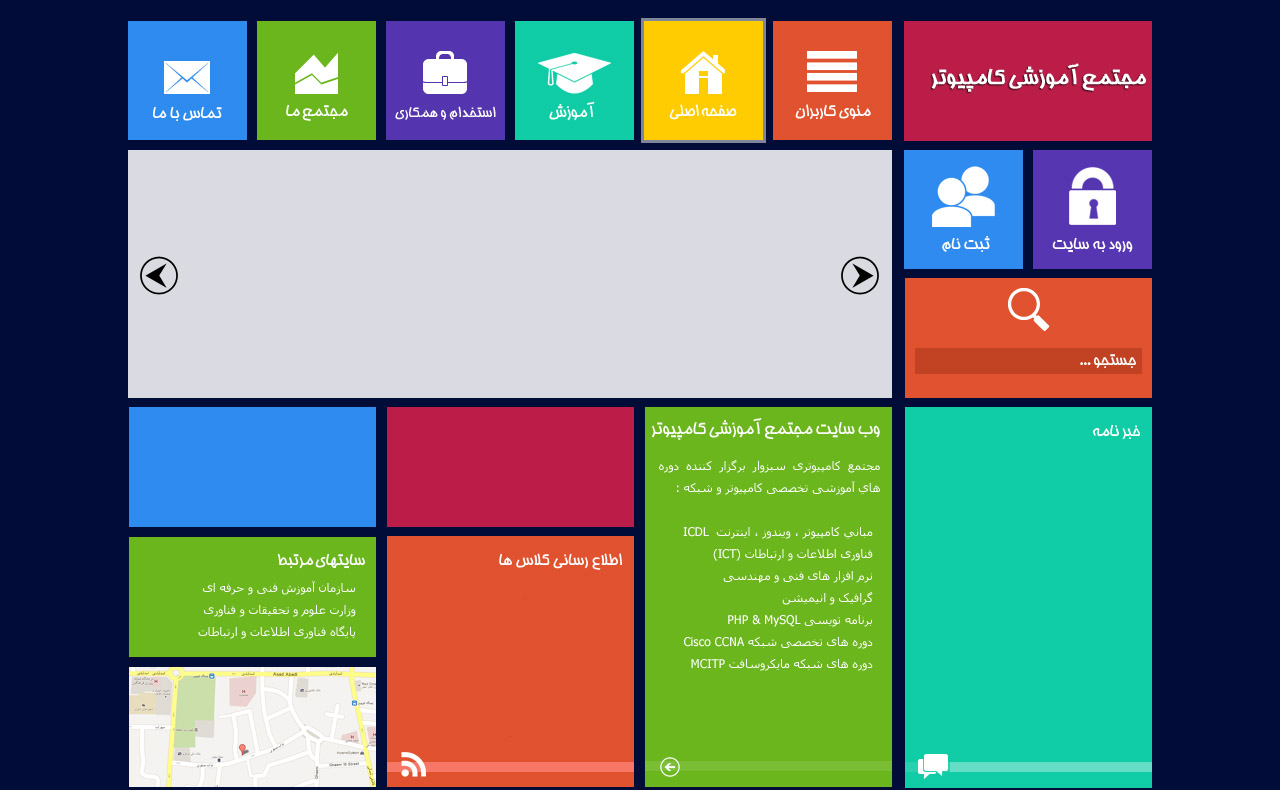 مجتمع آموزشی کامپیوتر
منوی کاربران
صفحه اصلی
آموزش
استخدام و همکاری
مجتمع ما
تماس با ما
ورود به سایت
ثبت نام
جستجو ...
خبر نامه
وب سایت مجتمع آموزشی کامپیوتر
مجتمع کامپیوتری سبزوار برگزار کننده دوره
هاي آموزشی تخصصی کامپیوتر و شبکه :
مباني کامپیوتر ، ویندوز ، اینترنت ICDL
فناوری اطلاعات و ارتباطات (ICT)
نرم افزار های فنی و مهندسی
گرافیک و انیمیشن
برنامه نویسی PHP & MySQL
دوره های تخصصی شبکه Cisco CCNA
دوره های شبکه مایکروسافت MCITP
اطلاع رسانی کلاس ها
سایتهای مرتبط
سازمان آموزش فنی و حرفه ای
وزارت علوم و تحقیقات و فناوری
پایگاه فناوری اطلاعات و ارتباطات
Asad Abadi